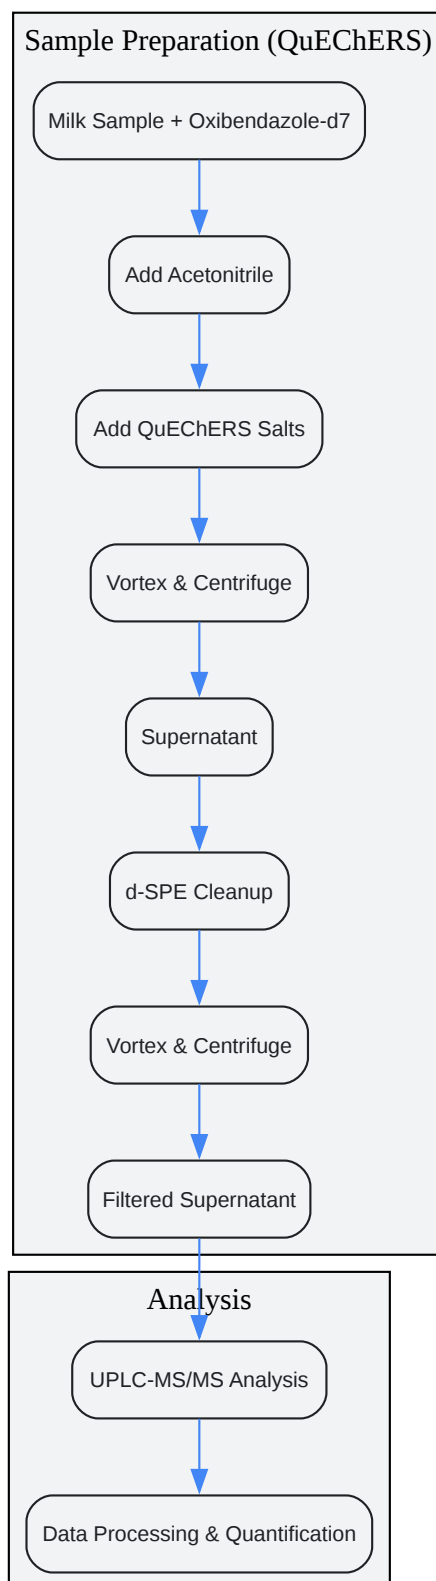 Sample Preparation (QuEChERS)
Milk Sample + Oxibendazole-d7
Add Acetonitrile
Add QuEChERS Salts
Vortex & Centrifuge
Supernatant
d-SPE Cleanup
Vortex & Centrifuge
Filtered Supernatant
Analysis
UPLC-MS/MS Analysis
Data Processing & Quantification